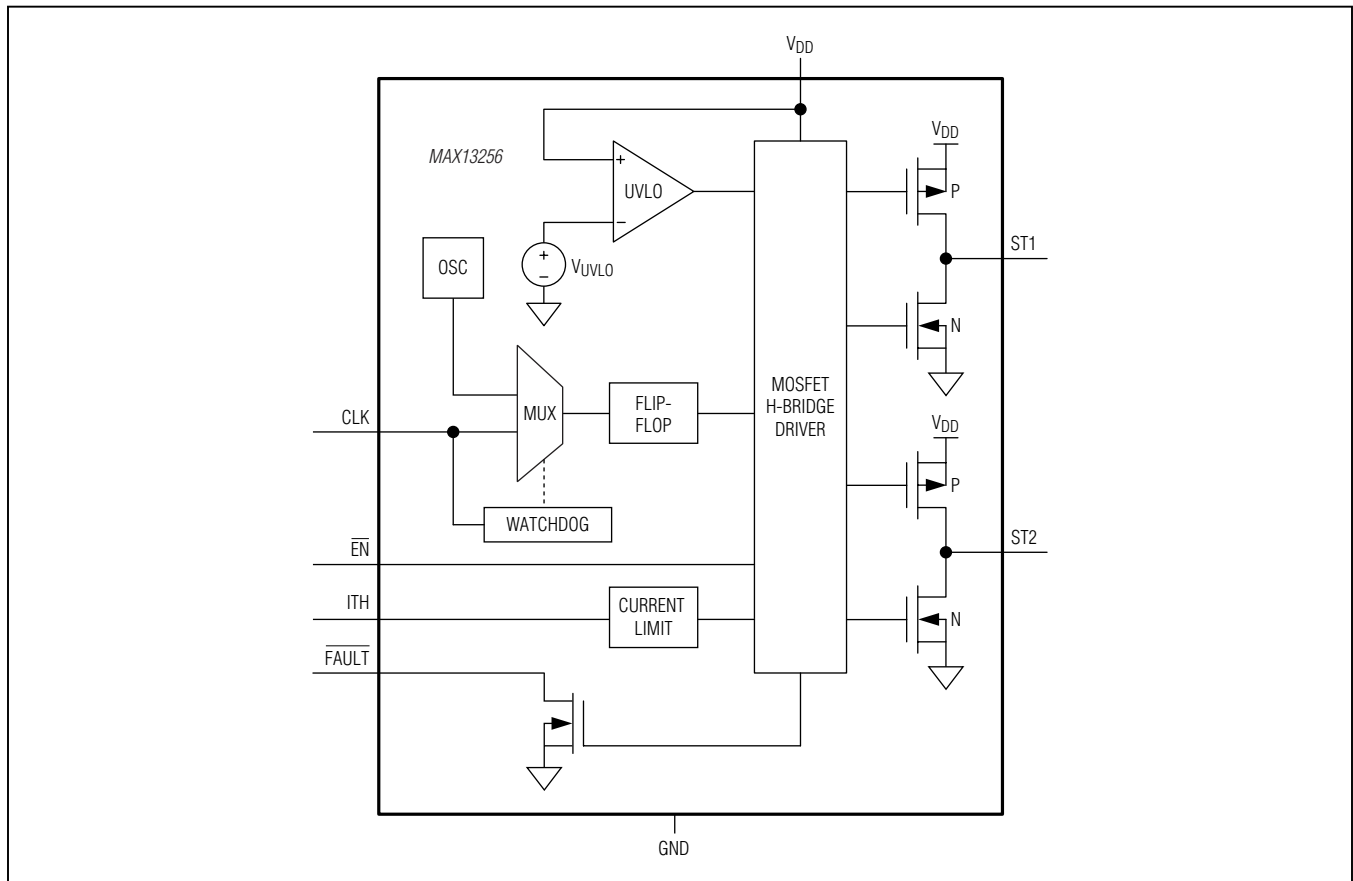 VDD
MAX13256
VDD
+
UVLO
P
−
ST1
OSC
+
−
VUVLO
N
MOSFET
H-BRIDGE
DRIVER
MUX
FLIP-
FLOP
CLK
VDD
P
WATCHDOG
EN
ST2
ITH
CURRENT
LIMIT
N
FAULT
GND